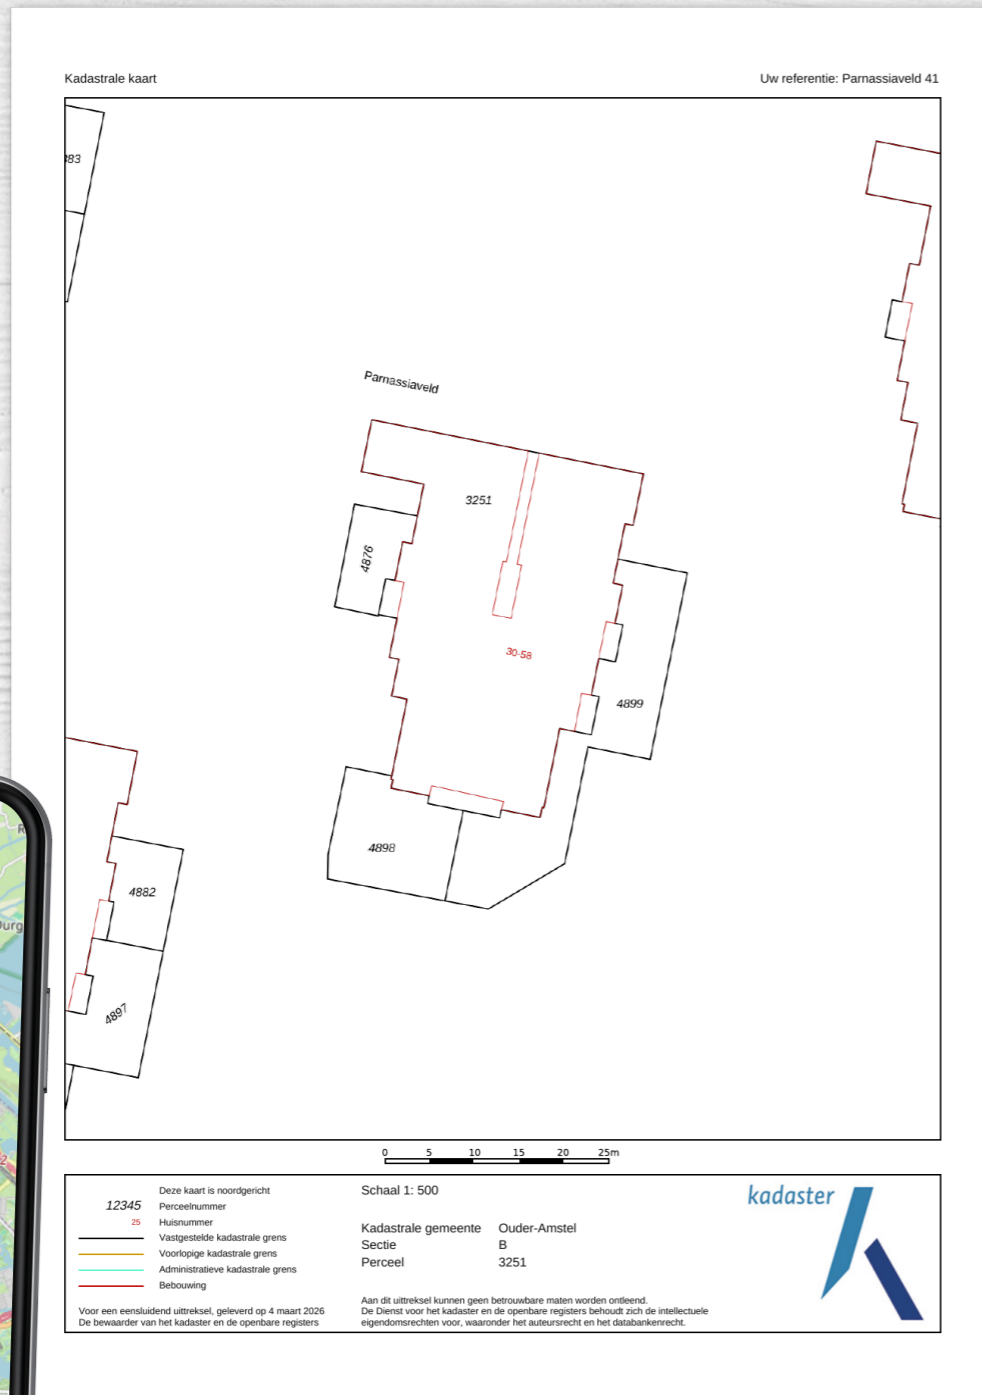 Kadastrale kaart
Uw referentie: Parnassiaveld 41
Parnassiaveld
3251
4876
30-58
4899
4898
4882
4897
0 5 10 15 20 25m
Deze kaart is noordgericht
12345 Perceelnummer
25 Huisnummer
Vastgestelde kadastrale grens
Voorlopige kadastrale grens
Administratieve kadastrale grens
Bebouwing
Voor een eensluidend uittreksel, geleverd op 4 maart 2026
De bewaarder van het kadaster en de openbare registers
Schaal 1: 500
Kadastrale gemeente Ouder-Amstel
Sectie B
Perceel 3251
Aan dit uittreksel kunnen geen betrouwbare maten worden ontleend.
De Dienst voor het kadaster en de openbare registers behoudt zich de intellectuele
eigendomsrechten voor, waaronder het auteursrecht en het databankenrecht.
kadaster